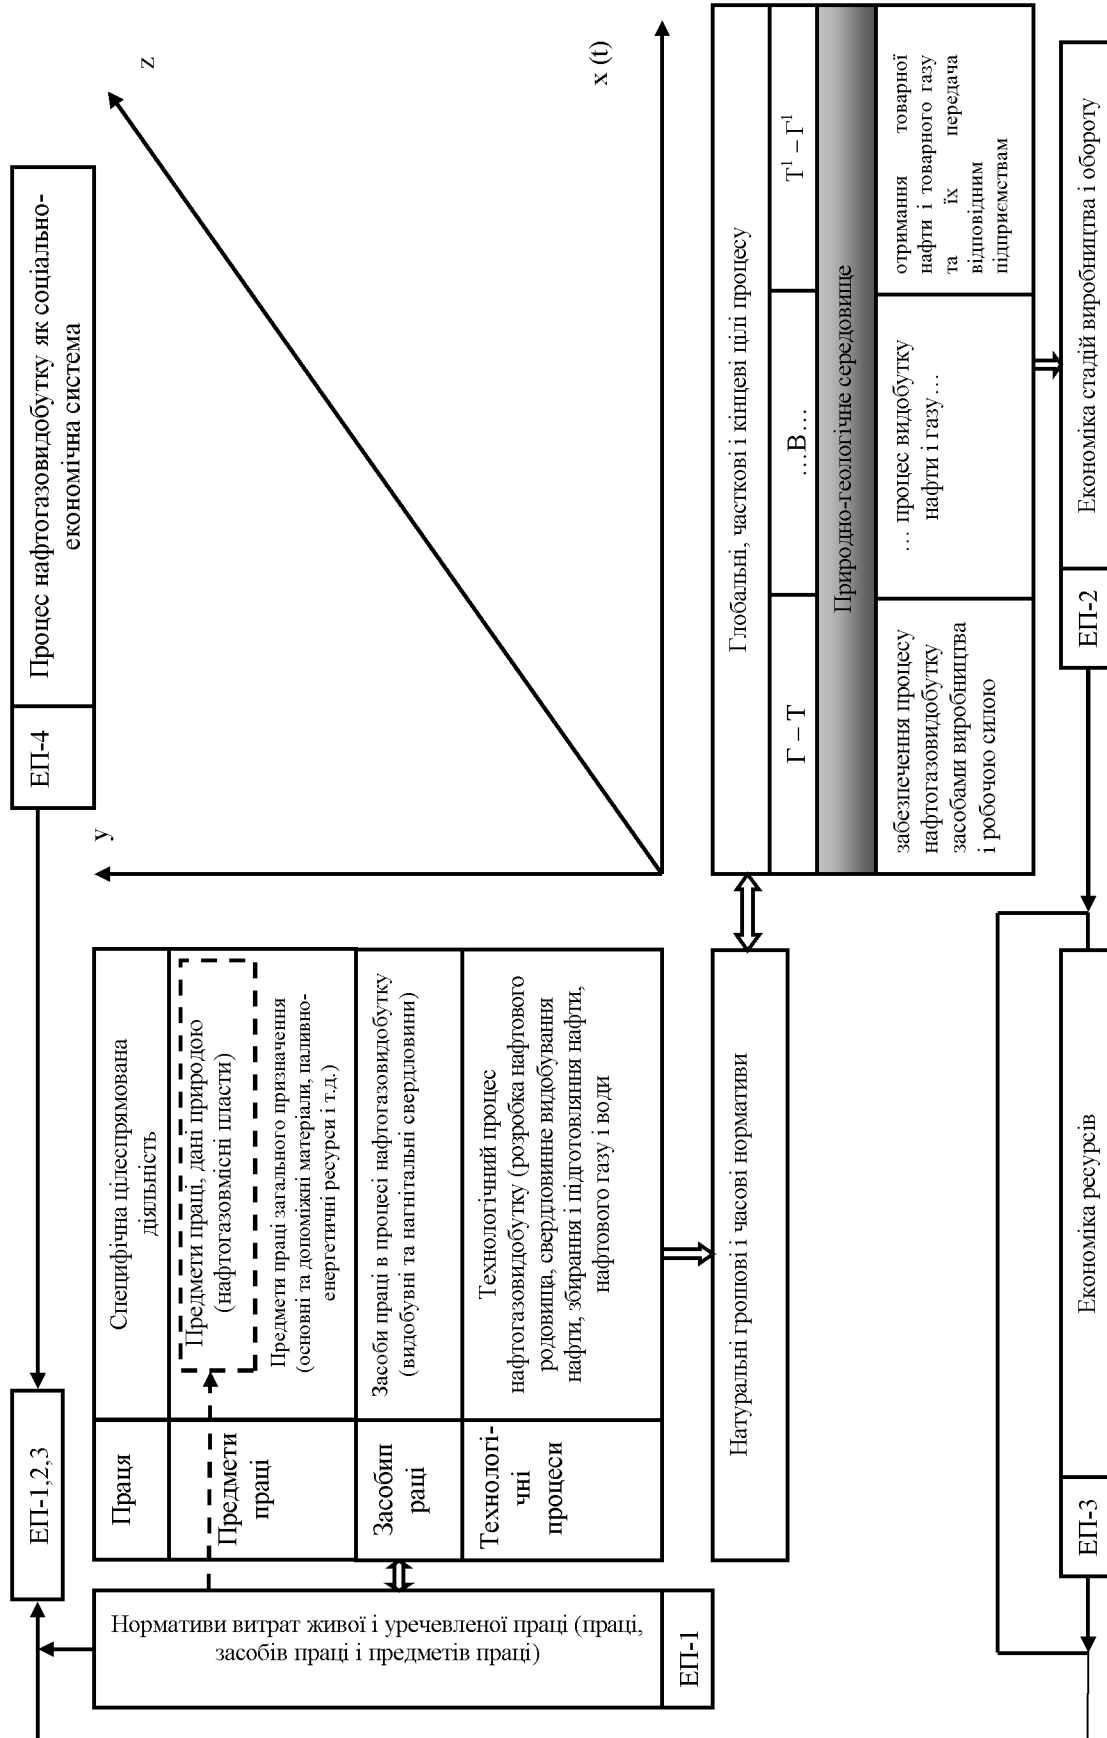 ЕП-1,2,3
ЕП-4
Процес нафтогазовидобутку як соціально-
економічна система
Нормативи витрат живої і уречевленої праці (праці,
засобів праці і предметів праці)
ЕП-1
Праця
Специфічна цілеспрямована
діяльність
Предмети
праці
Предмети праці, дані природою
(нафтогазовмісні пласти)
Предмети праці загального призначення
(основні та допоміжні матеріали, паливно-
енергетичні ресурси і т.д.)
Засобип
раці
Засоби праці в процесі нафтогазовидобутку
(видобувні та нагнітальні свердловини)
Технологі-
чні
процеси
Технологічний процес
нафтогазовидобутку (розробка нафтового
родовища, свердловинне видобування
нафти, збирання і підготовляння нафти,
нафтового газу і води
y
z
x (t)
Натуральні грошові і часові нормативи
Глобальні, часткові і кінцеві цілі процесу
Г – Т
…В…
Т¹ – Г¹
Природно-геологічне середовище
забезпечення процесу
нафтогазовидобутку
засобами виробництва
і робочою силою
… процес видобутку
нафти і газу…
отримання товарної
нафти і товарного газу
та їх передача
відповідним
підприємствам
ЕП-3
Економіка ресурсів
ЕП-2
Економіка стадій виробництва і обороту